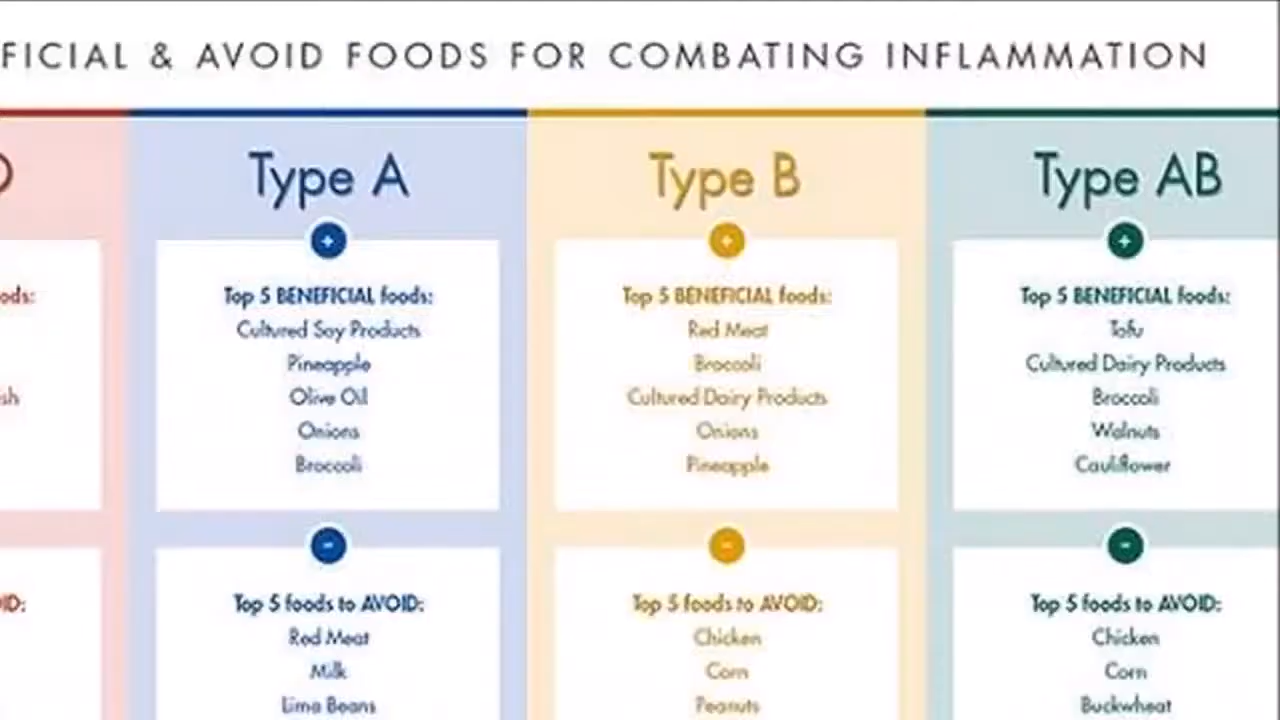 FICIAL & AVOID FOODS FOR COMBATING INFLAMMATION
Type A
Top 5 BENEFICIAL foods:
Cultured Soy Products
Pineapple
Olive Oil
Onions
Broccoli
Top 5 foods to AVOID:
Red Meat
Milk
Lima Beans
Type B
Top 5 BENEFICIAL foods:
Red Meat
Broccoli
Cultured Dairy Products
Onions
Pineapple
Top 5 foods to AVOID:
Chicken
Corn
Peanuts
Type AB
Top 5 BENEFICIAL foods:
Tofu
Cultured Dairy Products
Broccoli
Walnuts
Cauliflower
Top 5 foods to AVOID:
Chicken
Corn
Buckwheat